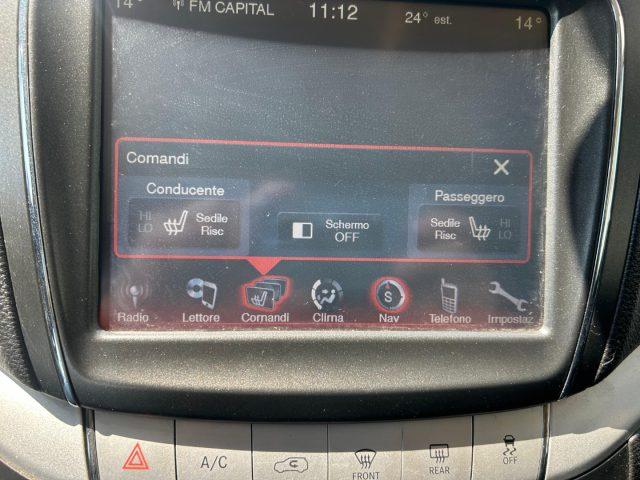 14° FM CAPITAL 11:12 24° est. 14°
Comandi
Conducente
Passeggero
HI
LO
Sedile
Risc
Schermo
OFF
Sedile
Risc
HI
LO
Radio Lettore Comandi Clima Nav Telefono Impostaz
S
A/C
FRONT
REAR
OFF